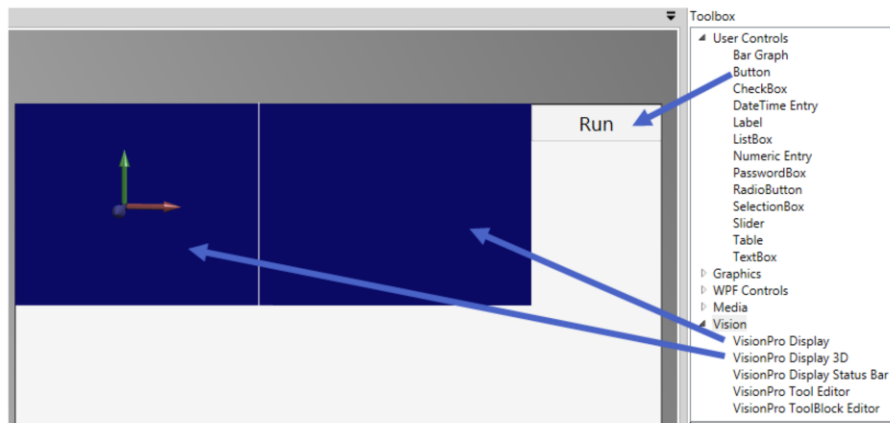 Toolbox
User Controls
Bar Graph
Button
CheckBox
DateTime Entry
Label
ListBox
Numeric Entry
PasswordBox
RadioButton
SelectionBox
Slider
Table
TextBox
Graphics
WPF Controls
Media
Vision
VisionPro Display
VisionPro Display 3D
VisionPro Display Status Bar
VisionPro Tool Editor
VisionPro ToolBlock Editor
Run